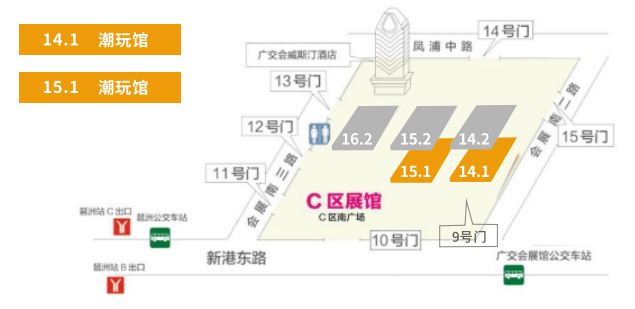 14.1 潮玩馆
15.1 潮玩馆
凤浦中路
14号门
广交会威斯汀酒店
13号门
12号门
11号门
会展南三路
会展南二路
15号门
16.2
15.2
14.2
15.1
14.1
C区展馆
C区南广场
琶洲站C出口
琶洲公交车站
10号门
9号门
新港东路
广交会展馆公交车站
琶洲站B出口